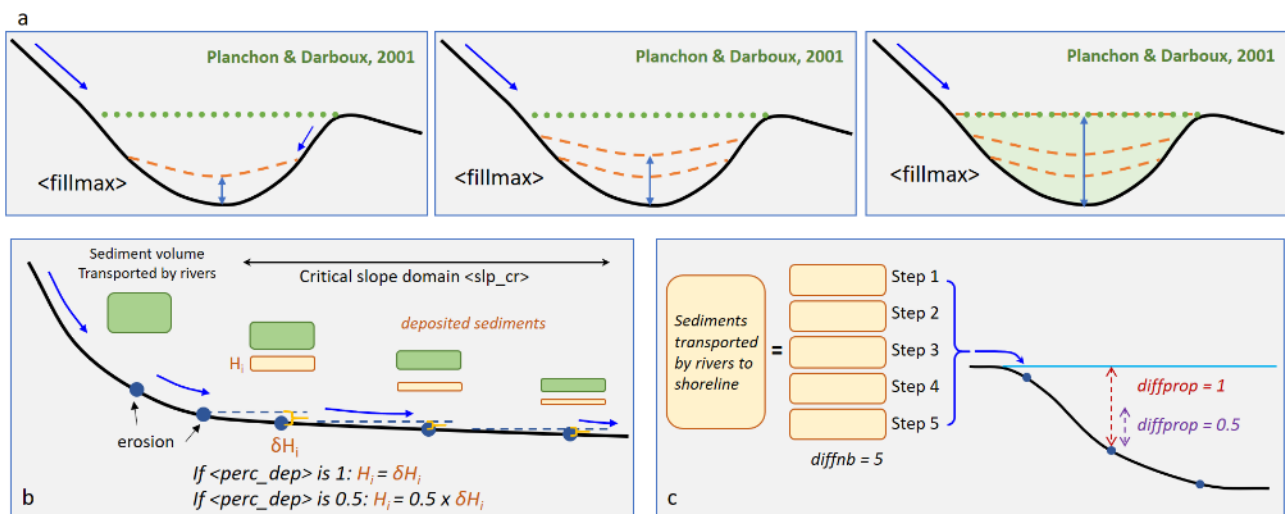 a
Planchon & Darboux, 2001
<fillmax>
Planchon & Darboux, 2001
<fillmax>
Planchon & Darboux, 2001
<fillmax>
Sediment volume
Transported by rivers
Critical slope domain <slp_cr>
deposited sediments
Hi
erosion
δHi
If <perc_dep> is 1: Hi = δHi
If <perc_dep> is 0.5: Hi = 0.5 x δHi
b
Sediments
transported
by rivers to
shoreline
=
Step 1
Step 2
Step 3
Step 4
Step 5
diffnb = 5
diffprop = 1
diffprop = 0.5
c